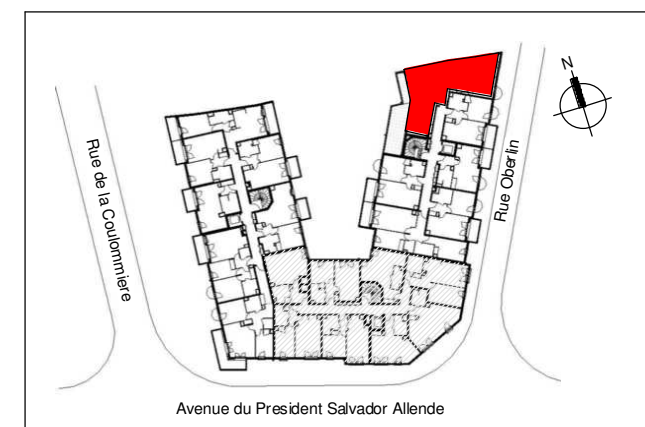 N
Rue de la Coulommiere
Rue Oberlin
Avenue du President Salvador Allende